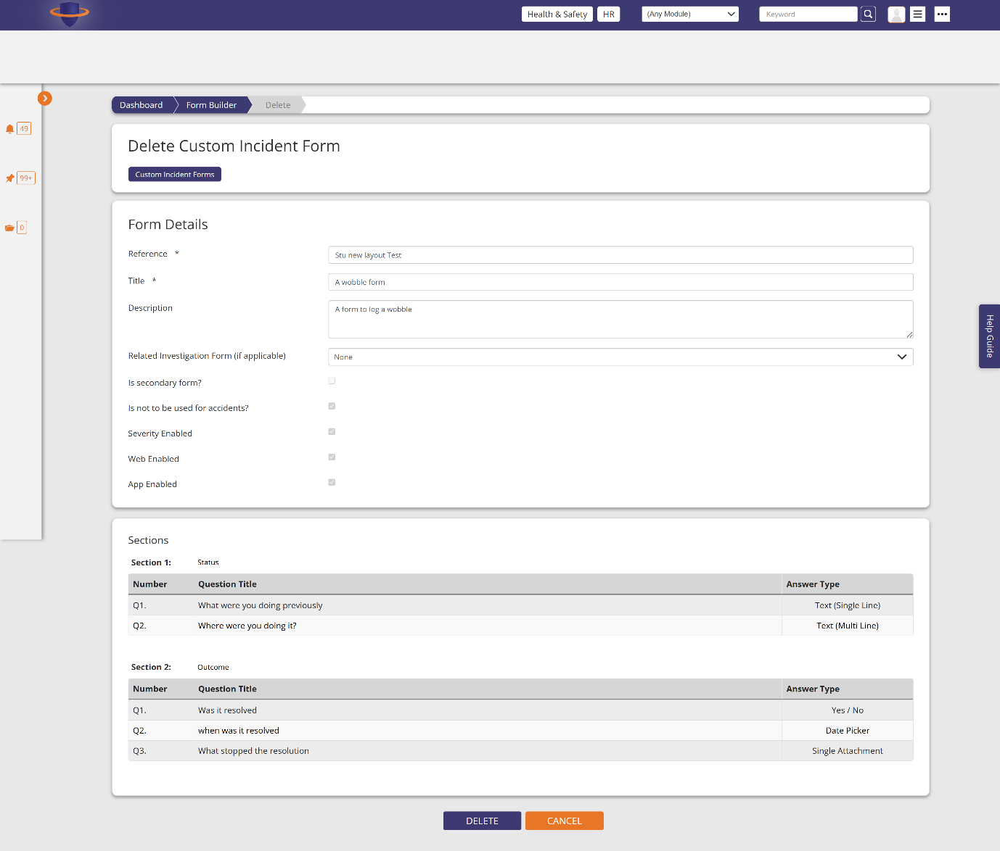 Health & Safety
HR
(Any Module)
Keyword
49
99+
0
Dashboard
Form Builder
Delete
Delete Custom Incident Form
Custom Incident Forms
Form Details
Reference *
Stu new layout Test
Title *
A wobble form
Description
A form to log a wobble
Related Investigation Form (if applicable)
None
Is secondary form?
Is not to be used for accidents?
Severity Enabled
Web Enabled
App Enabled
Help Guide
Sections
Section 1: Status
Number Question Title Answer Type
Q1. What were you doing previously Text (Single Line)
Q2. Where were you doing it? Text (Multi Line)
Section 2: Outcome
Number Question Title Answer Type
Q1. Was it resolved Yes / No
Q2. when was it resolved Date Picker
Q3. What stopped the resolution Single Attachment
DELETE
CANCEL